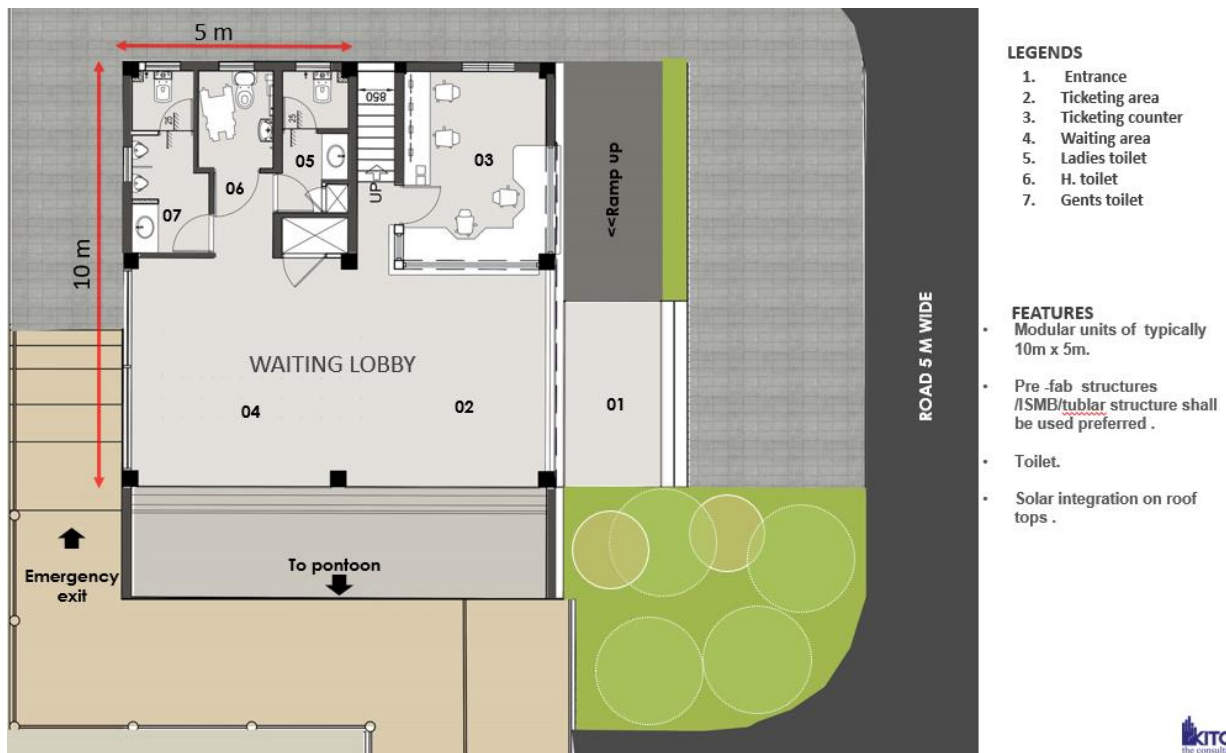 5 m
10 m
25
25
850
UP
05
06
07
03
<<Ramp up
WAITING LOBBY
04
02
01
ROAD 5 M WIDE
To pontoon
Emergency
exit
LEGENDS
1. Entrance
2. Ticketing area
3. Ticketing counter
4. Waiting area
5. Ladies toilet
6. H. toilet
7. Gents toilet
FEATURES
• Modular units of typically
10m x 5m.
• Pre -fab structures
/ISMB/tublar structure shall
be used preferred .
• Toilet.
• Solar integration on roof
tops .